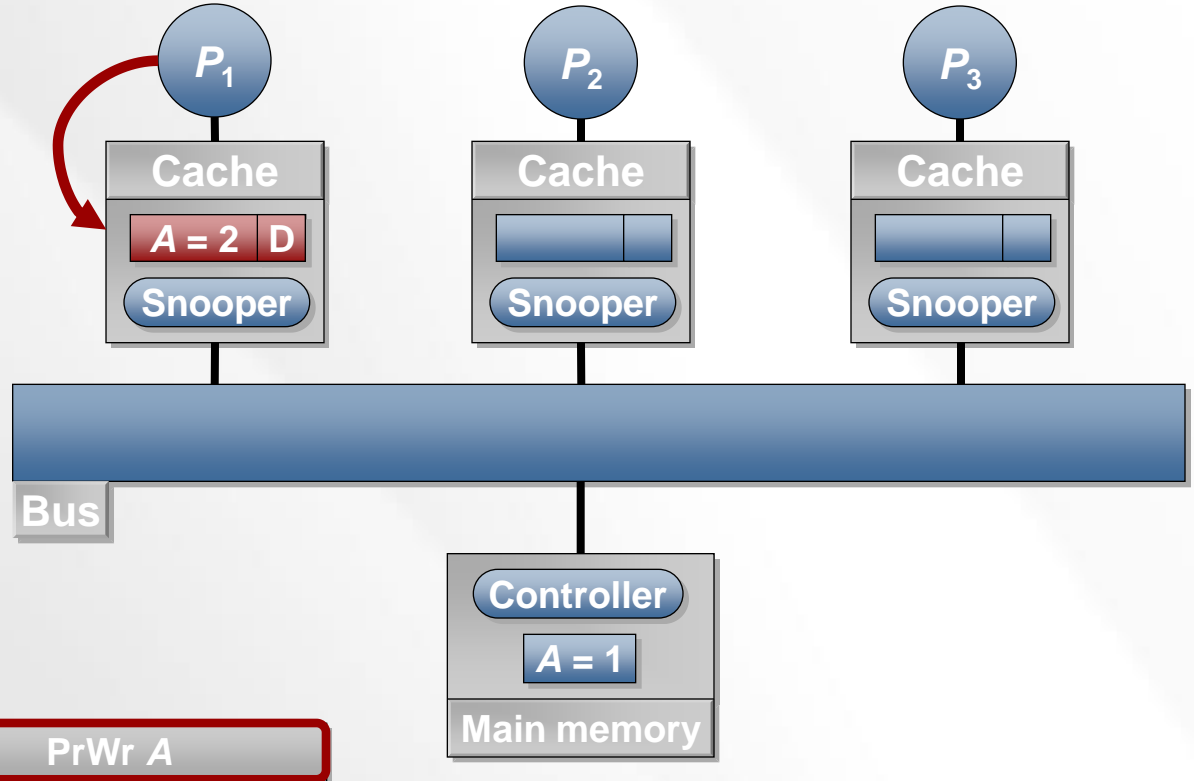 P1
P2
P3
Cache
Cache
Cache
A = 2 D
Snooper
Snooper
Snooper
Bus
Controller
A = 1
Main memory
PrWr A